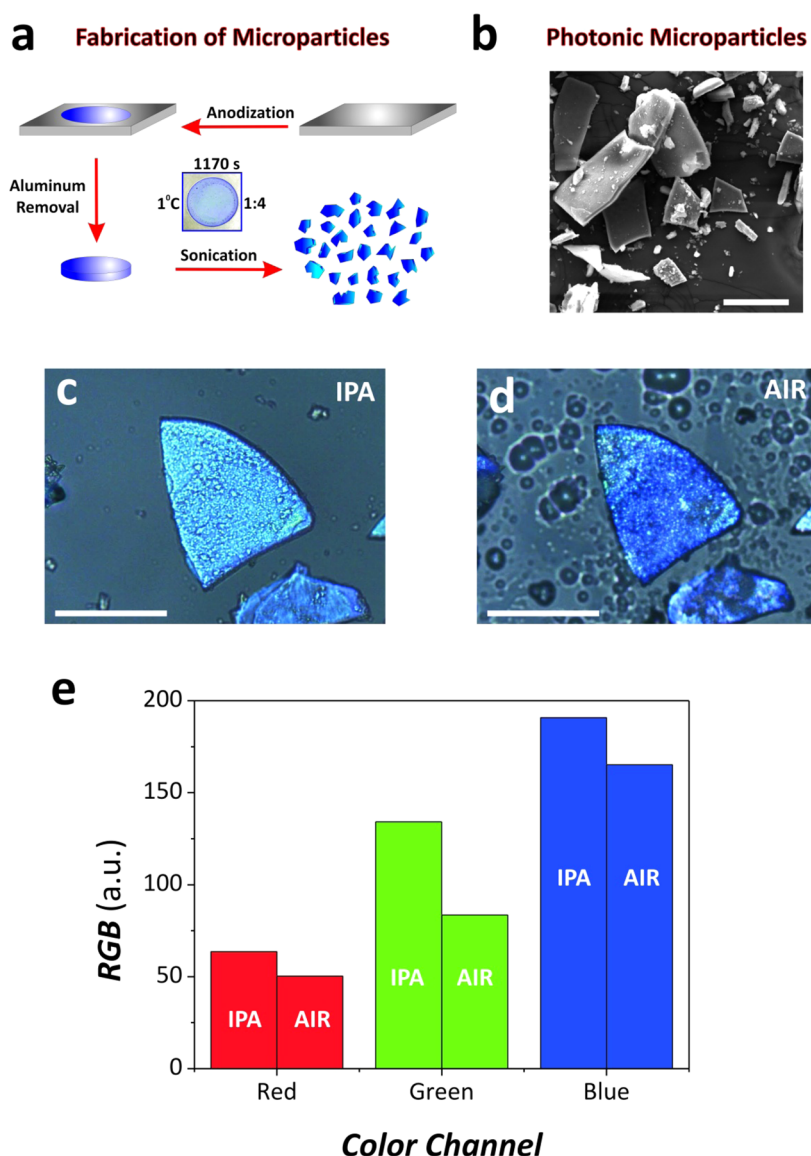 a
Fabrication of Microparticles
Anodization
Aluminum
Removal
1170 s
1°C
1:4
Sonication
b
Photonic Microparticles
c
IPA
d
AIR
e
200
150
100
50
0
RGB (a.u.)
IPA
AIR
IPA
AIR
IPA
AIR
Red
Green
Blue
Color Channel